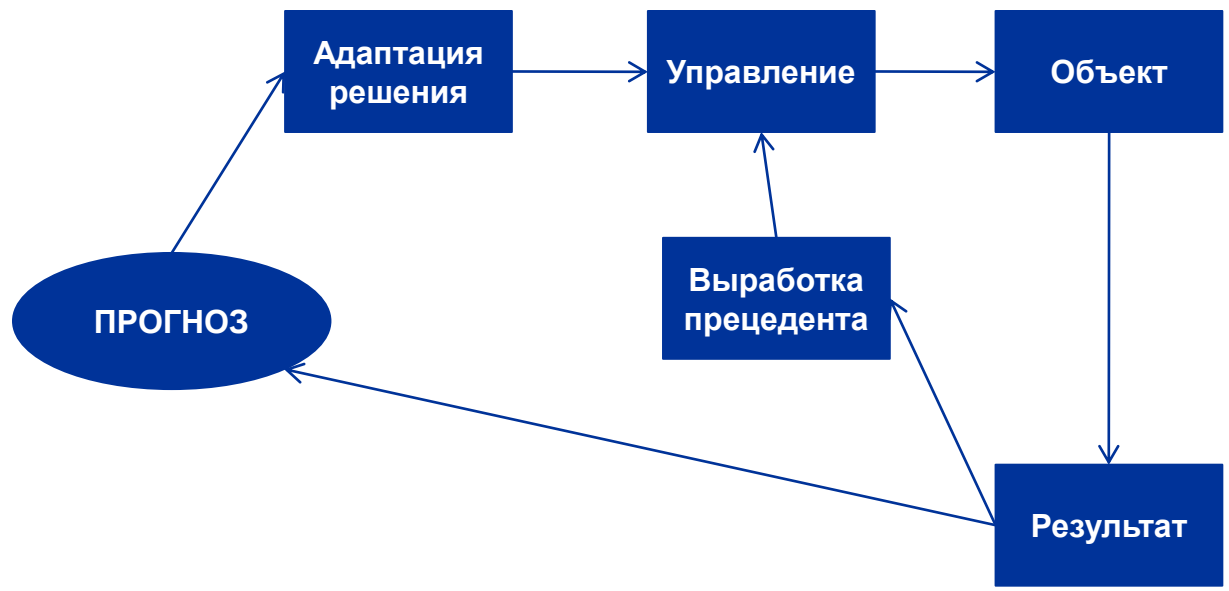 Адаптация
решения
Управление
Объект
ПРОГНОЗ
Выработка
прецедента
Результат